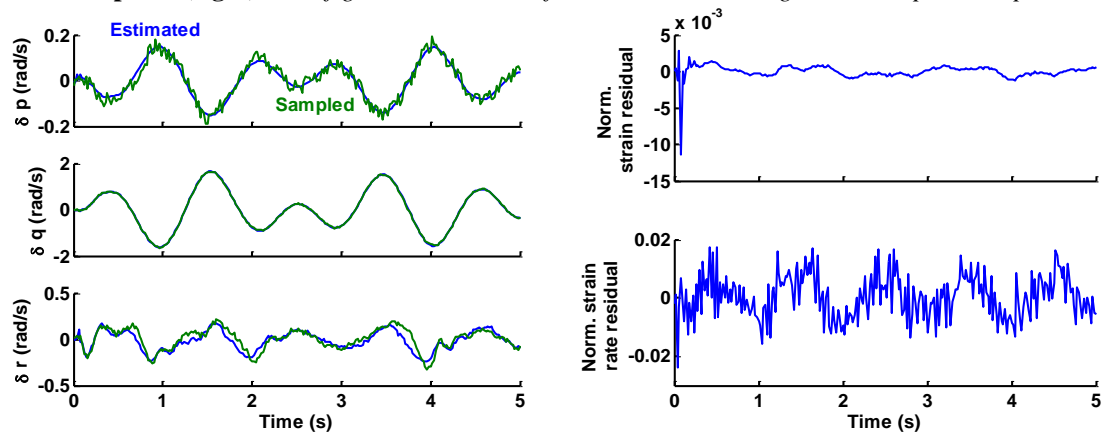 0.2
Estimated
0
Sampled
-0.2
δ p (rad/s)
2
0
-2
δ q (rad/s)
0.5
0
-0.5
δ r (rad/s)
0 1 2 3 4 5
Time (s)
x 10-3
5
0
-5
-10
-15
Norm.
strain residual
0.02
0
-0.02
Norm. strain
rate residual
0 1 2 3 4 5
Time (s)